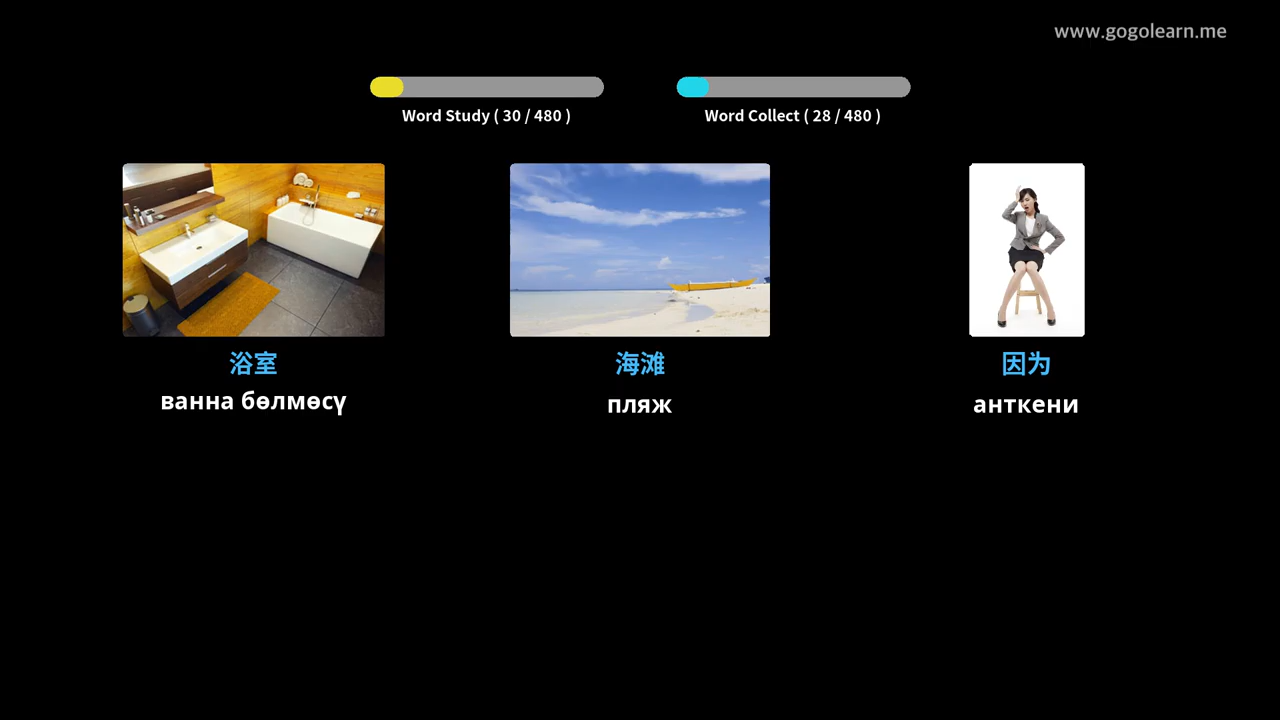 www.gogolearn.me
Word Study ( 30 / 480 )
Word Collect ( 28 / 480 )
浴室
海滩
因为
ванна бөлмөсү
пляж
анткени